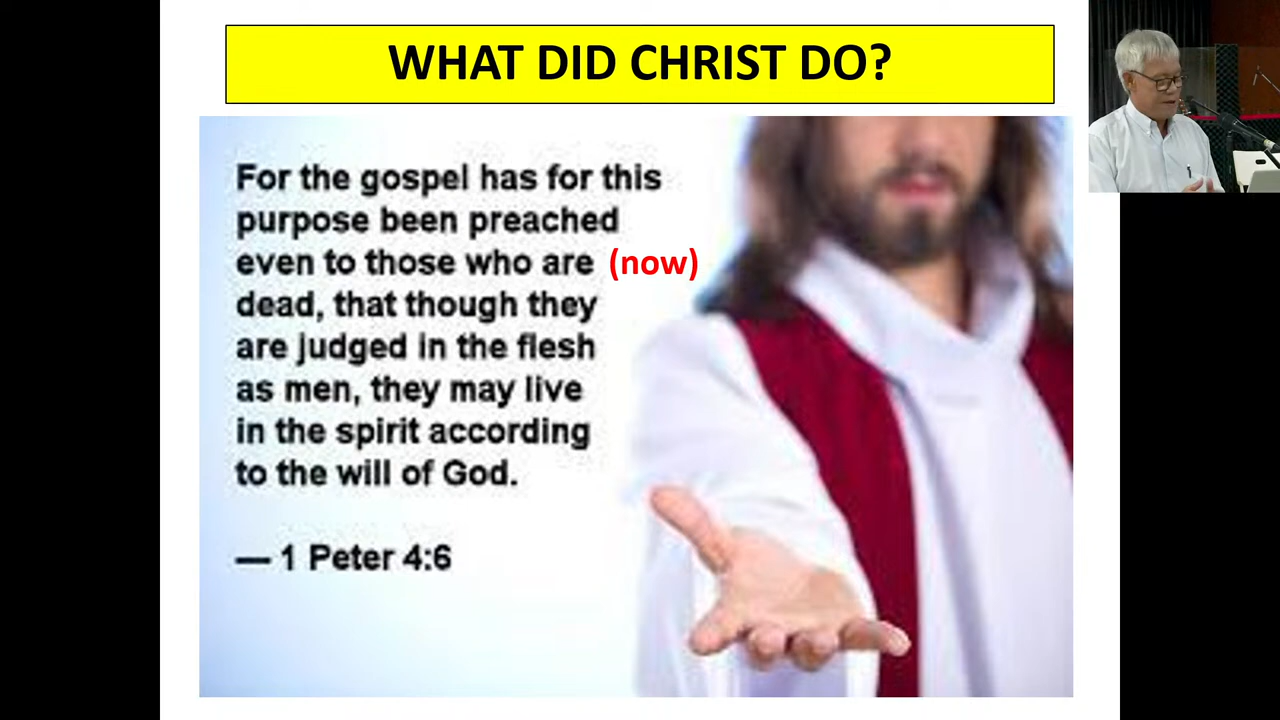 WHAT DID CHRIST DO?
For the gospel has for this
purpose been preached
even to those who are (now)
dead, that though they
are judged in the flesh
as men, they may live
in the spirit according
to the will of God.
— 1 Peter 4:6